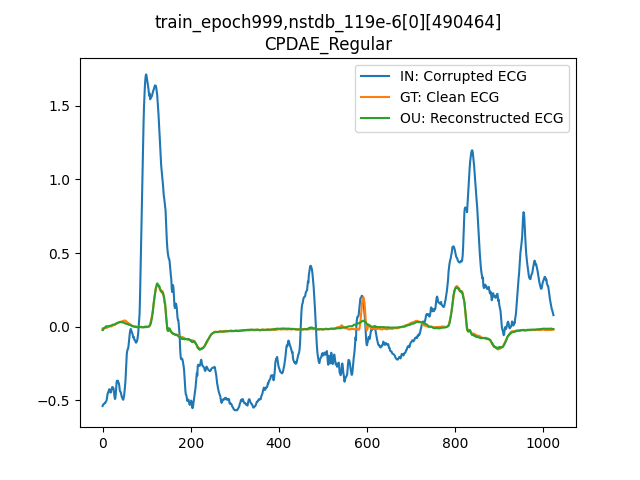 train_epoch999,nstdb_119e-6[0][490464]
CPDAE_Regular
IN: Corrupted ECG
GT: Clean ECG
OU: Reconstructed ECG
1.5
1.0
0.5
0.0
−0.5
0 200 400 600 800 1000